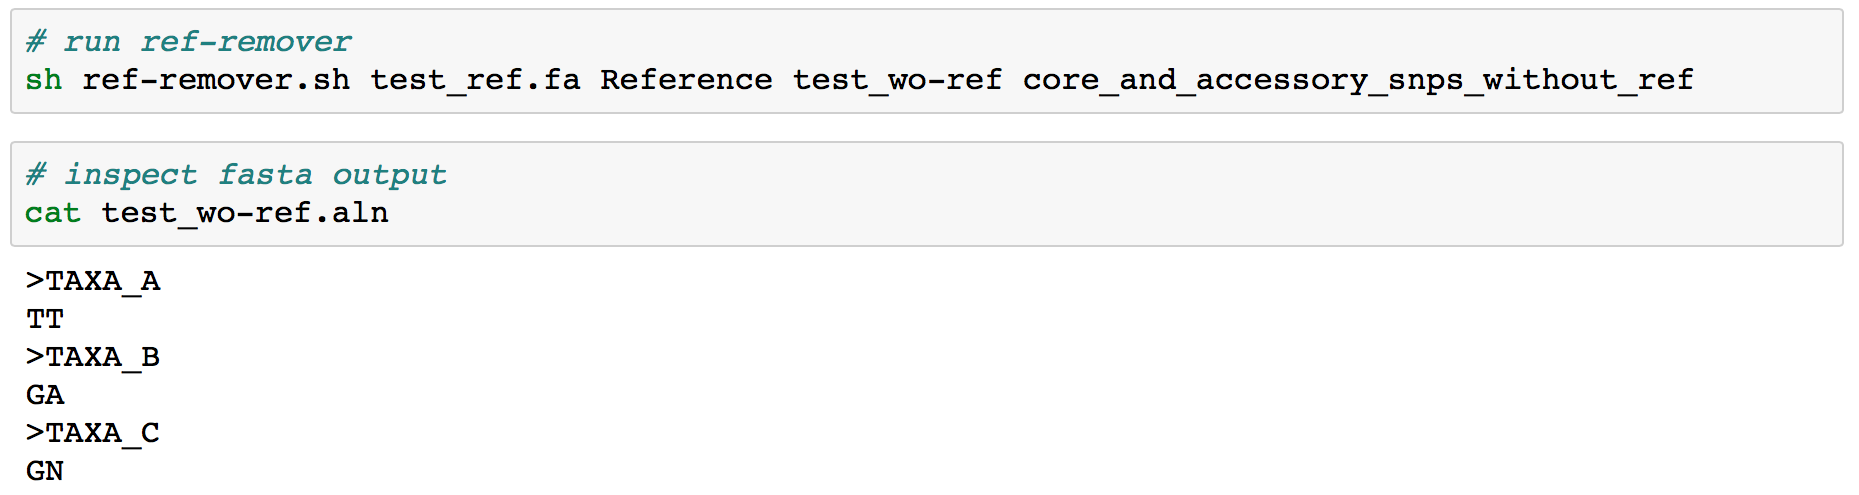 # run ref-remover
sh ref-remover.sh test_ref.fa Reference test_wo-ref core_and_accessory_snps_without_ref
# inspect fasta output
cat test_wo-ref.aln
>TAXA_A
TT
>TAXA_B
GA
>TAXA_C
GN